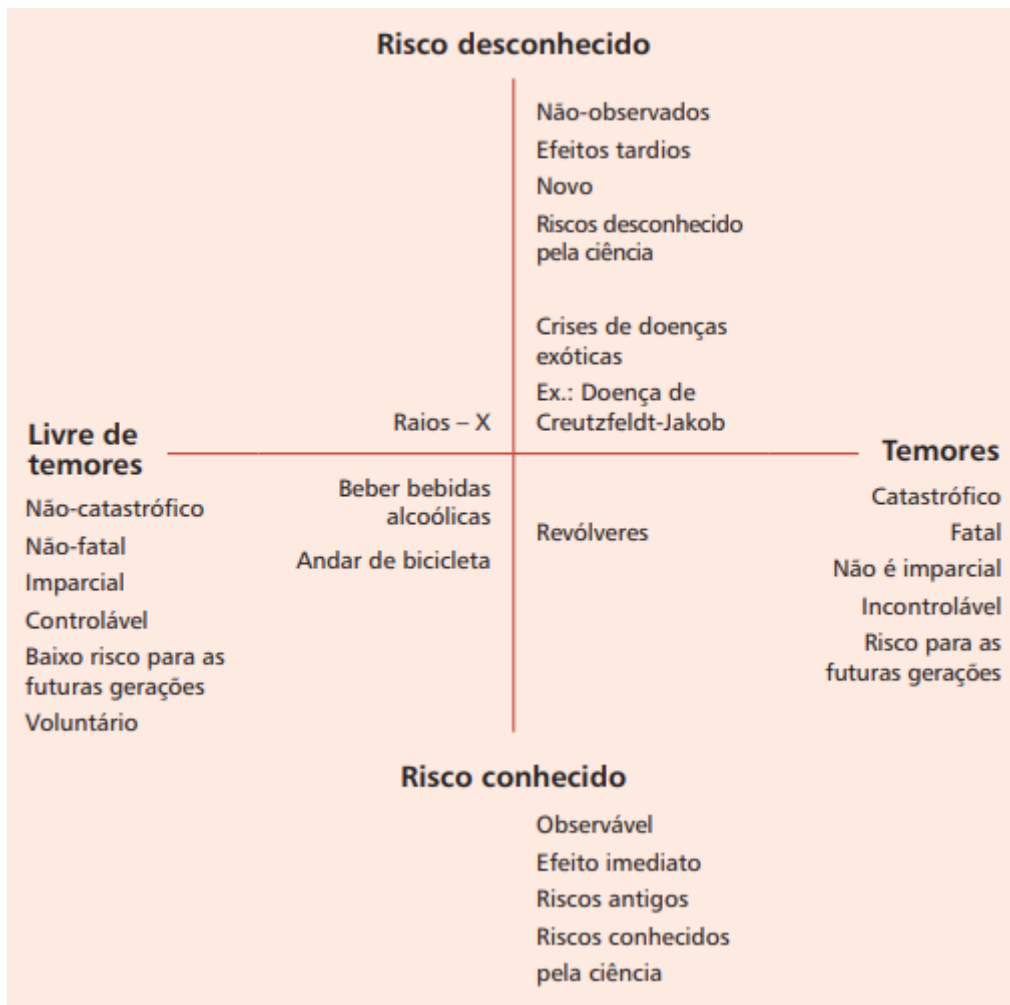 Risco desconhecido
Não-observados
Efeitos tardios
Novo
Riscos desconhecido
pela ciência
Crises de doenças
exóticas
Ex.: Doença de
Creutzfeldt-Jakob
Raios – X
Livre de
temores
Não-catastrófico
Não-fatal
Imparcial
Controlável
Baixo risco para as
futuras gerações
Voluntário
Beber bebidas
alcoólicas
Andar de bicicleta
Revólveres
Temores
Catastrófico
Fatal
Não é imparcial
Incontrolável
Risco para as
futuras gerações
Risco conhecido
Observável
Efeito imediato
Riscos antigos
Riscos conhecidos
pela ciência